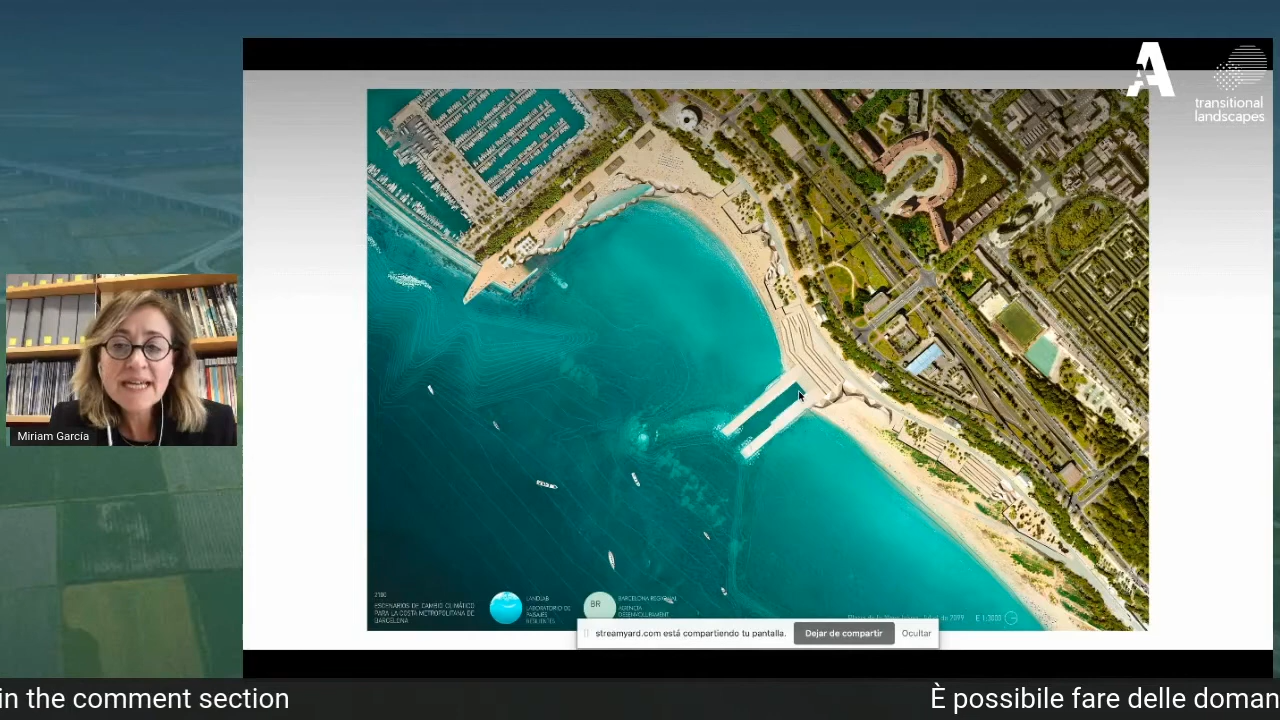 A
transitional
landscapes
Miriam García
2100
ESCENARIOS DE CAMBIO CLIMÁTICO
PARA LA COSTA METROPOLITANA DE
BARCELONA
LANDLAB
LABORATORIO DE
PAISAJES
BR
BARCELONA REGIONAL
AGENCIA
E 1:3000
streamyard.com está compartiendo tu pantalla.
Dejar de compartir
Ocultar
in the comment section
È possibile fare delle doman